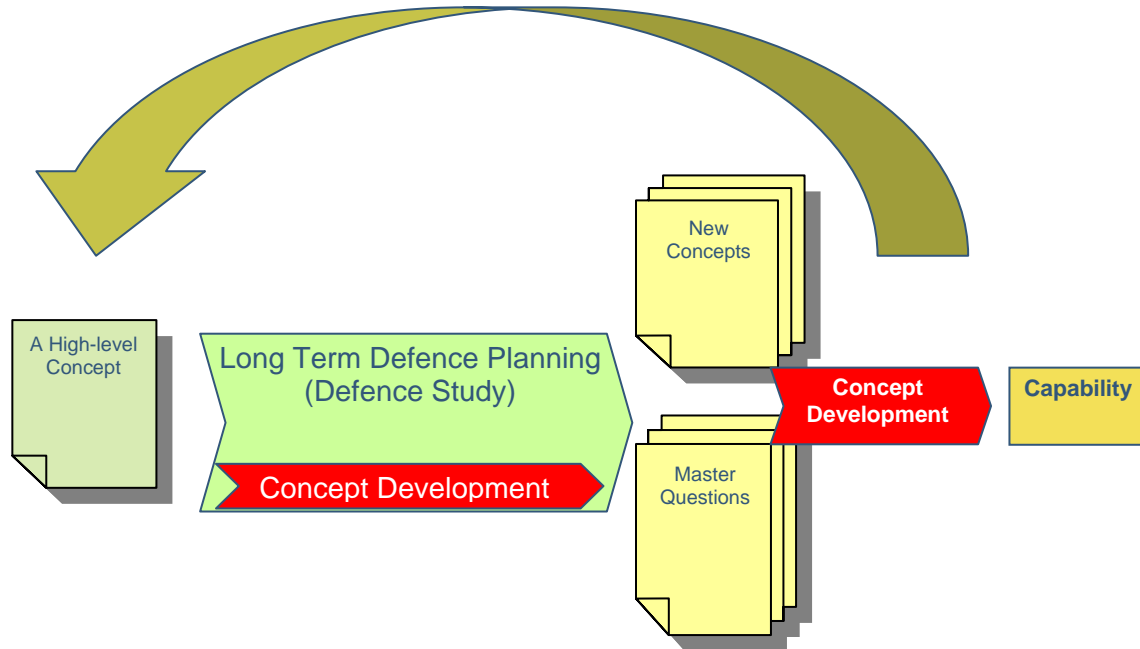 A High-level
Concept
Long Term Defence Planning
(Defence Study)
Concept Development
New
Concepts
Master
Questions
Concept
Development
Capability